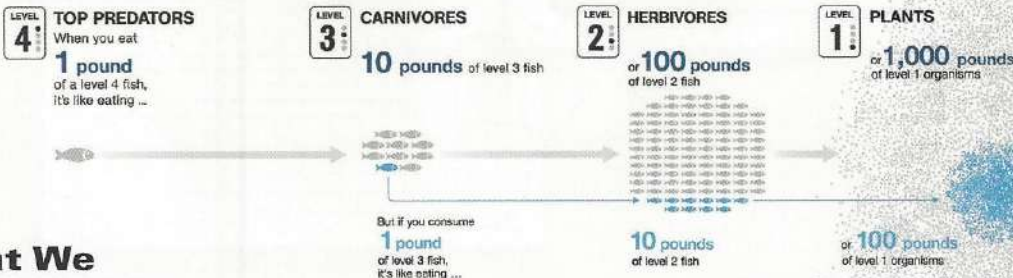 LEVEL
4
TOP PREDATORS
When you eat
1 pound
of a level 4 fish,
it's like eating ...
LEVEL
3
CARNIVORES
10 pounds of level 3 fish
LEVEL
2
HERBIVORES
or 100 pounds
of level 2 fish
LEVEL
1
PLANTS
or 1,000 pounds
of level 1 organisms
But if you consume
1 pound
of level 3 fish,
it's like eating ...
10 pounds
of level 2 fish
or 100 pounds
of level 1 organisms
We